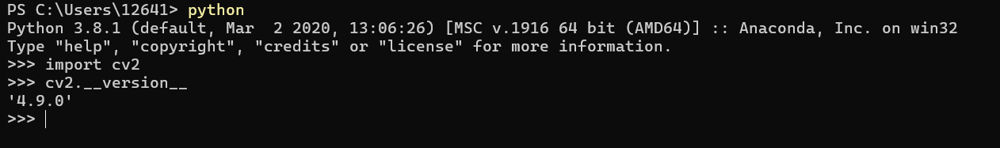 PS C:\Users\12641> python
Python 3.8.1 (default, Mar  2 2020, 13:06:26) [MSC v.1916 64 bit (AMD64)] :: Anaconda, Inc. on win32
Type "help", "copyright", "credits" or "license" for more information.
>>> import cv2
>>> cv2.__version__
'4.9.0'
>>>